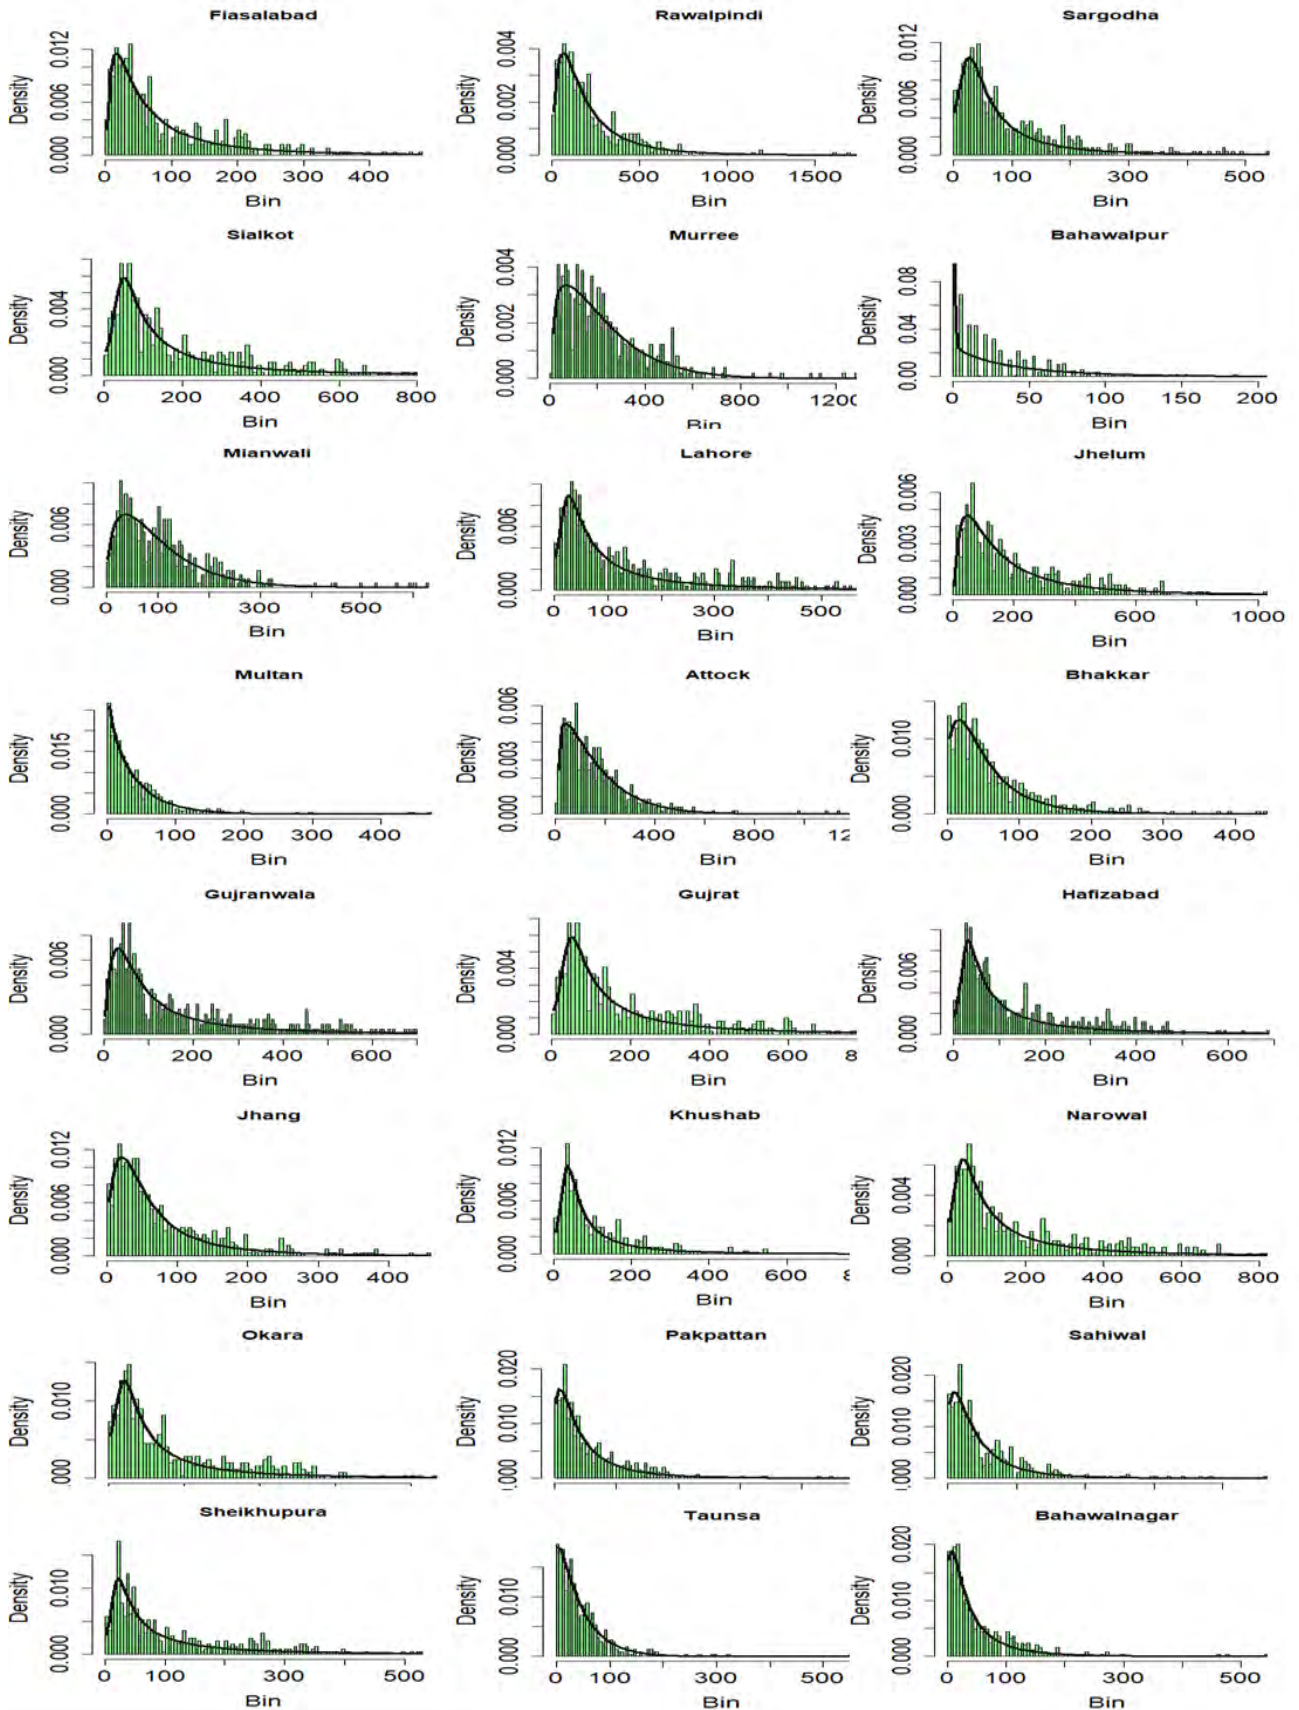 Fiasalabad
Density
0.012
0.006
0.000
0 100 200 300 400
Bin
Rawalpindi
Density
0.004
0.002
0.000
0 500 1000 1500
Bin
Sargodha
Density
0.012
0.006
0.000
0 100 300 500
Bin
Sialkot
Density
0.004
0.000
0 200 400 600 800
Bin
Murree
Density
0.004
0.002
0.000
0 400 800 1200
Bin
Bahawalpur
Density
0.08
0.04
0.00
0 50 100 150 200
Bin
Mianwali
Density
0.006
0.000
0 100 300 500
Bin
Lahore
Density
0.006
0.000
0 100 300 500
Bin
Jhelum
Density
0.006
0.003
0.000
0 200 600 1000
Bin
Multan
Density
0.015
0.000
0 100 200 300 400
Bin
Attock
Density
0.006
0.003
0.000
0 400 800 12
Bin
Bhakkar
Density
0.010
0.000
0 100 200 300 400
Bin
Gujranwala
Density
0.006
0.000
0 200 400 600
Bin
Gujrat
Density
0.004
0.000
0 200 400 600 8
Bin
Hafizabad
Density
0.006
0.000
0 200 400 600
Bin
Jhang
Density
0.012
0.006
0.000
0 100 200 300 400
Bin
Khushab
Density
0.012
0.006
0.000
0 200 400 600 8
Bin
Narowal
Density
0.004
0.000
0 200 400 600 800
Bin
Okara
Density
0.010
.000
Pakpattan
Density
0.020
0.010
.000
Sahiwal
Density
0.020
0.010
.000
Sheikhupura
Density
0.010
0.000
0 100 300 500
Bin
Taunsa
Density
0.010
0.000
0 100 300 500
Bin
Bahawalnagar
Density
0.020
0.010
0.000
0 100 300 500
Bin